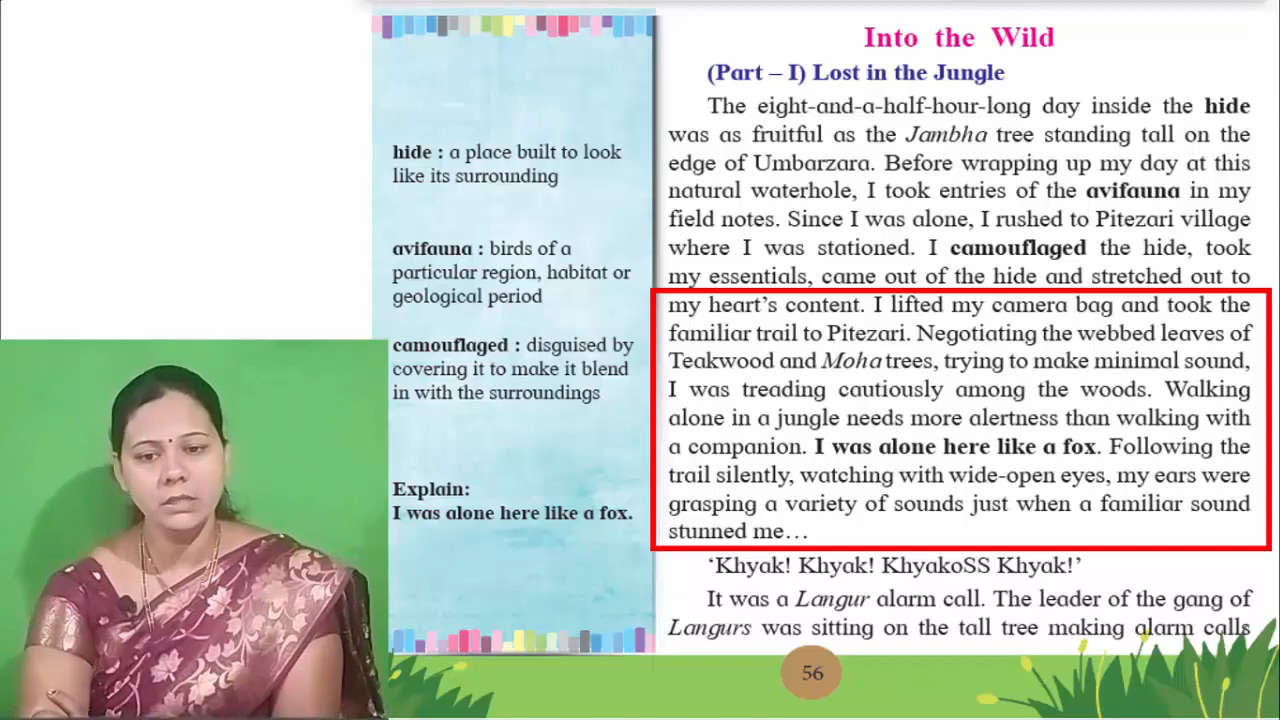 Into the Wild
(Part – I) Lost in the Jungle
The eight-and-a-half-hour-long day inside the hide
was as fruitful as the Jambha tree standing tall on the
edge of Umbarzara. Before wrapping up my day at this
natural waterhole, I took entries of the avifauna in my
field notes. Since I was alone, I rushed to Pitezari village
where I was stationed. I camouflaged the hide, took
my essentials, came out of the hide and stretched out to
my heart's content. I lifted my camera bag and took the
familiar trail to Pitezari. Negotiating the webbed leaves of
Teakwood and Moha trees, trying to make minimal sound,
I was treading cautiously among the woods. Walking
alone in a jungle needs more alertness than walking with
a companion. I was alone here like a fox. Following the
trail silently, watching with wide-open eyes, my ears were
grasping a variety of sounds just when a familiar sound
stunned me...
'Khyak! Khyak! KhyakoSS Khyak!'
It was a Langur alarm call. The leader of the gang of
Langurs was sitting on the tall tree making alarm calls
hide : a place built to look
like its surrounding
avifauna : birds of a
particular region, habitat or
geological period
camouflaged : disguised by
covering it to make it blend
in with the surroundings
Explain:
I was alone here like a fox.
56